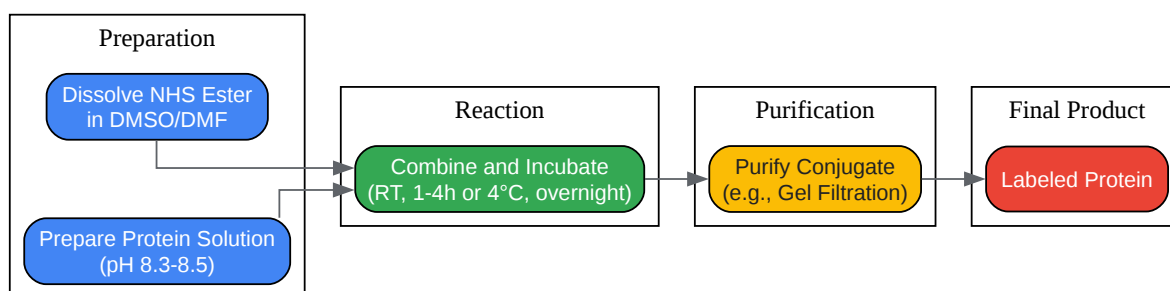 Preparation
Dissolve NHS Ester
in DMSO/DMF
Prepare Protein Solution
(pH 8.3-8.5)
Reaction
Combine and Incubate
(RT, 1-4h or 4°C, overnight)
Purification
Purify Conjugate
(e.g., Gel Filtration)
Final Product
Labeled Protein